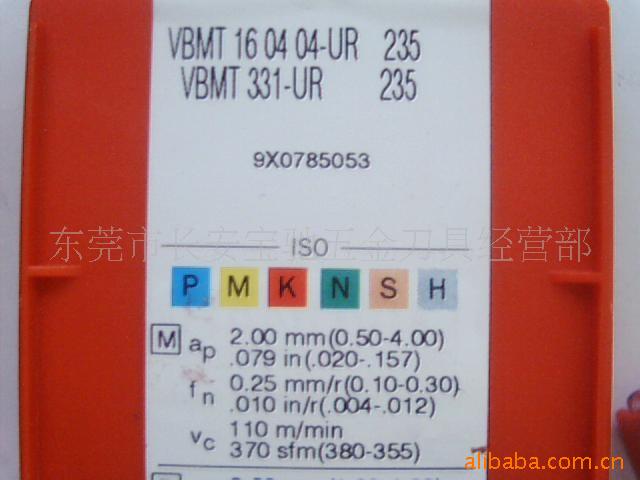 VBMT 16 04 04-UR 235
VBMT 331-UR 235
9X0785053
东莞市长安宝驰五金刀具经营部
ISO
P M K N S H
M ap 2.00 mm(0.50-4.00)
.079 in(.020-.157)
fn 0.25 mm/r(0.10-0.30)
.010 in/r(.004-.012)
vc 110 m/min
370 sfm(380-355)
alibaba.com.cn